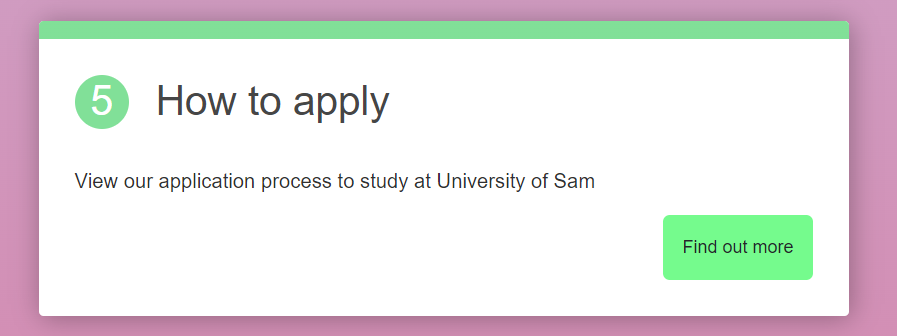 5 How to apply
View our application process to study at University of Sam
Find out more